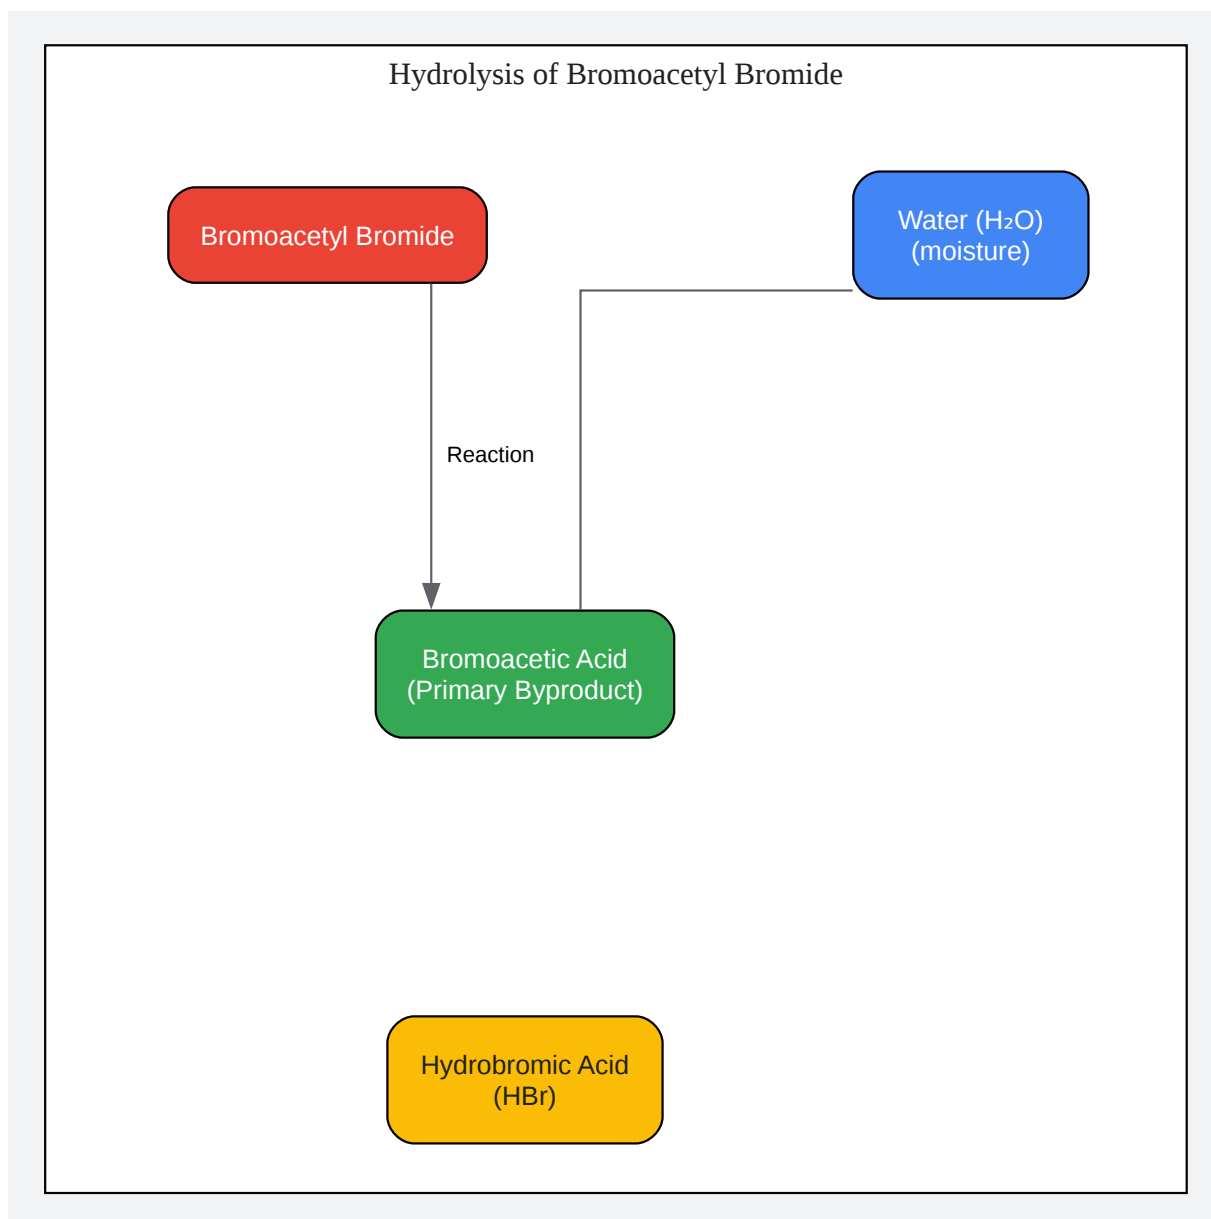 Hydrolysis of Bromoacetyl Bromide
Bromoacetyl Bromide
Water (H₂O)
(moisture)
Reaction
Bromoacetic Acid
(Primary Byproduct)
Hydrobromic Acid
(HBr)